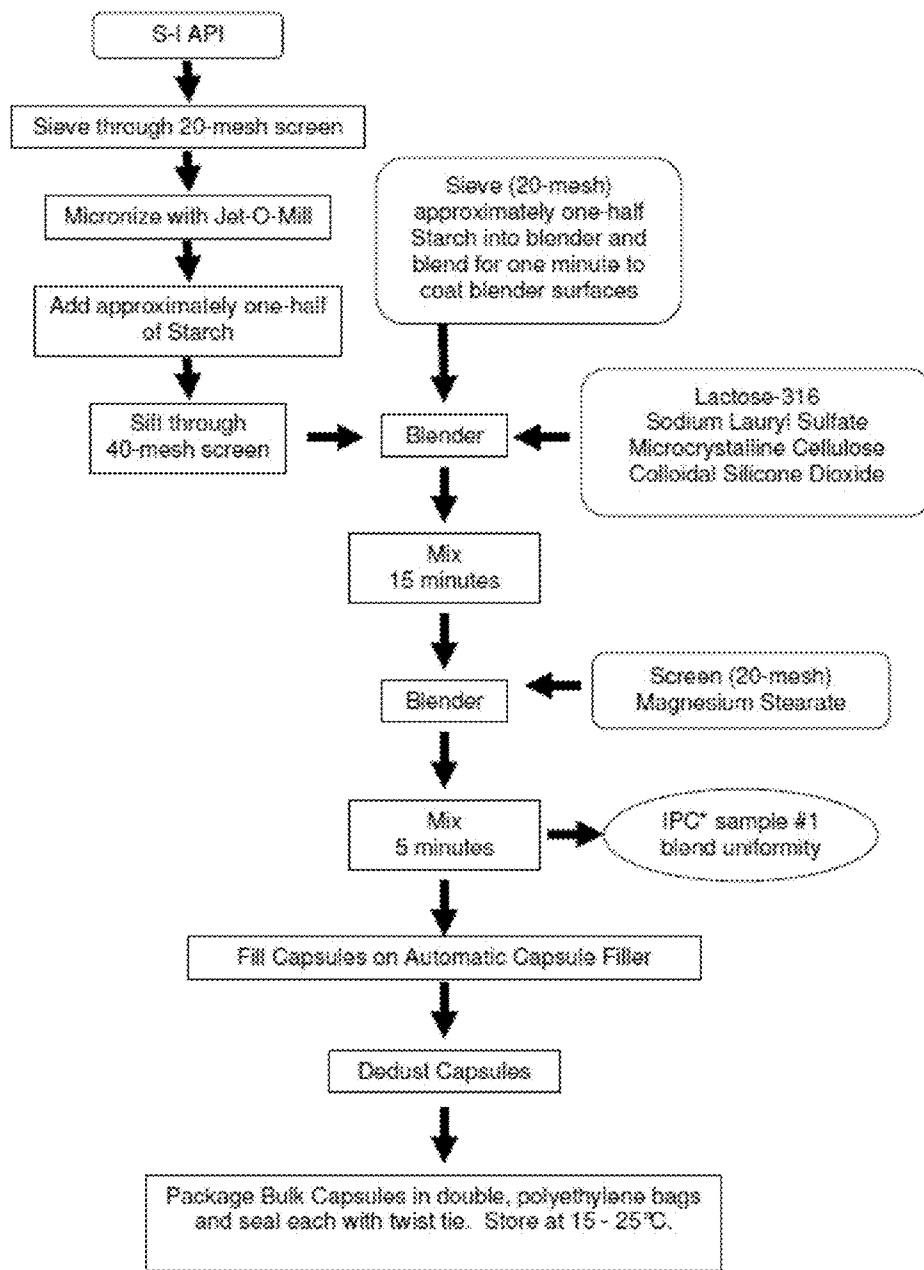 S-I API
Sieve through 20-mesh screen
Micronize with Jet-O-Mill
Add approximately one-half
of Starch
Sift through
40-mesh screen
Sieve (20-mesh)
approximately one-half
Starch into blender and
blend for one minute to
coat blender surfaces
Blender
Lactose-316
Sodium Lauryl Sulfate
Microcrystalline Cellulose
Colloidal Silicone Dioxide
Mix
15 minutes
Blender
Screen (20-mesh)
Magnesium Stearate
Mix
5 minutes
IPC* sample #1
blend uniformity
Fill Capsules on Automatic Capsule Filler
Dedust Capsules
Package Bulk Capsules in double, polyethylene bags
and seal each with twist tie. Store at 15 - 25°C.